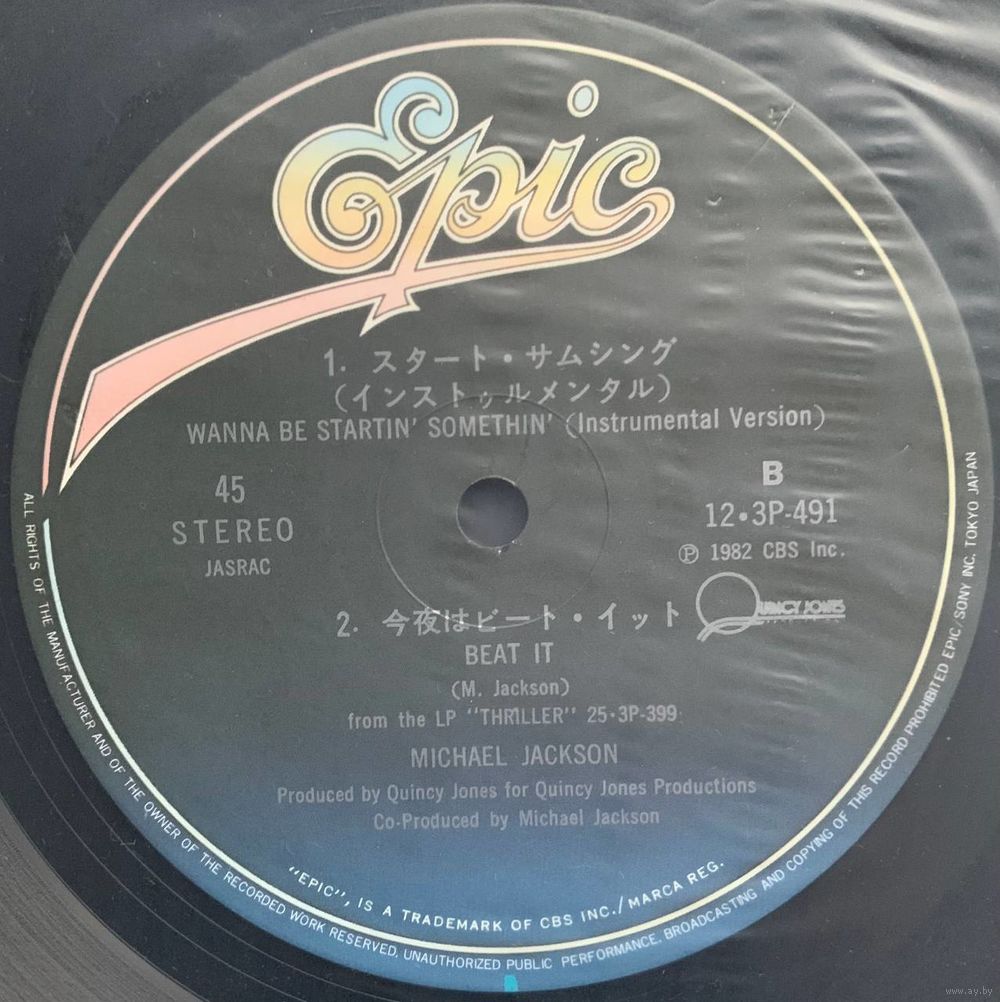 Epic
1. スタート・サムシング
(インストゥルメンタル)
WANNA BE STARTIN' SOMETHIN' (Instrumental Version)
45
STEREO
JASRAC
B
12・3P-491
Ⓟ 1982 CBS Inc.
QUINCY JONES
2. 今夜はビート・イット
BEAT IT
(M. Jackson)
from the LP "THRILLER" 25・3P-399
MICHAEL JACKSON
Produced by Quincy Jones for Quincy Jones Productions
Co-Produced by Michael Jackson
"EPIC", IS A TRADEMARK OF CBS INC./MARCA REG.
ALL RIGHTS OF THE MANUFACTURER AND OF THE OWNER OF THE RECORDED WORK RESERVED. UNAUTHORIZED PUBLIC PERFORMANCE, BROADCASTING AND COPYING OF THIS RECORD PROHIBITED EPIC/SONY INC. TOKYO JAPAN
www.ay.by